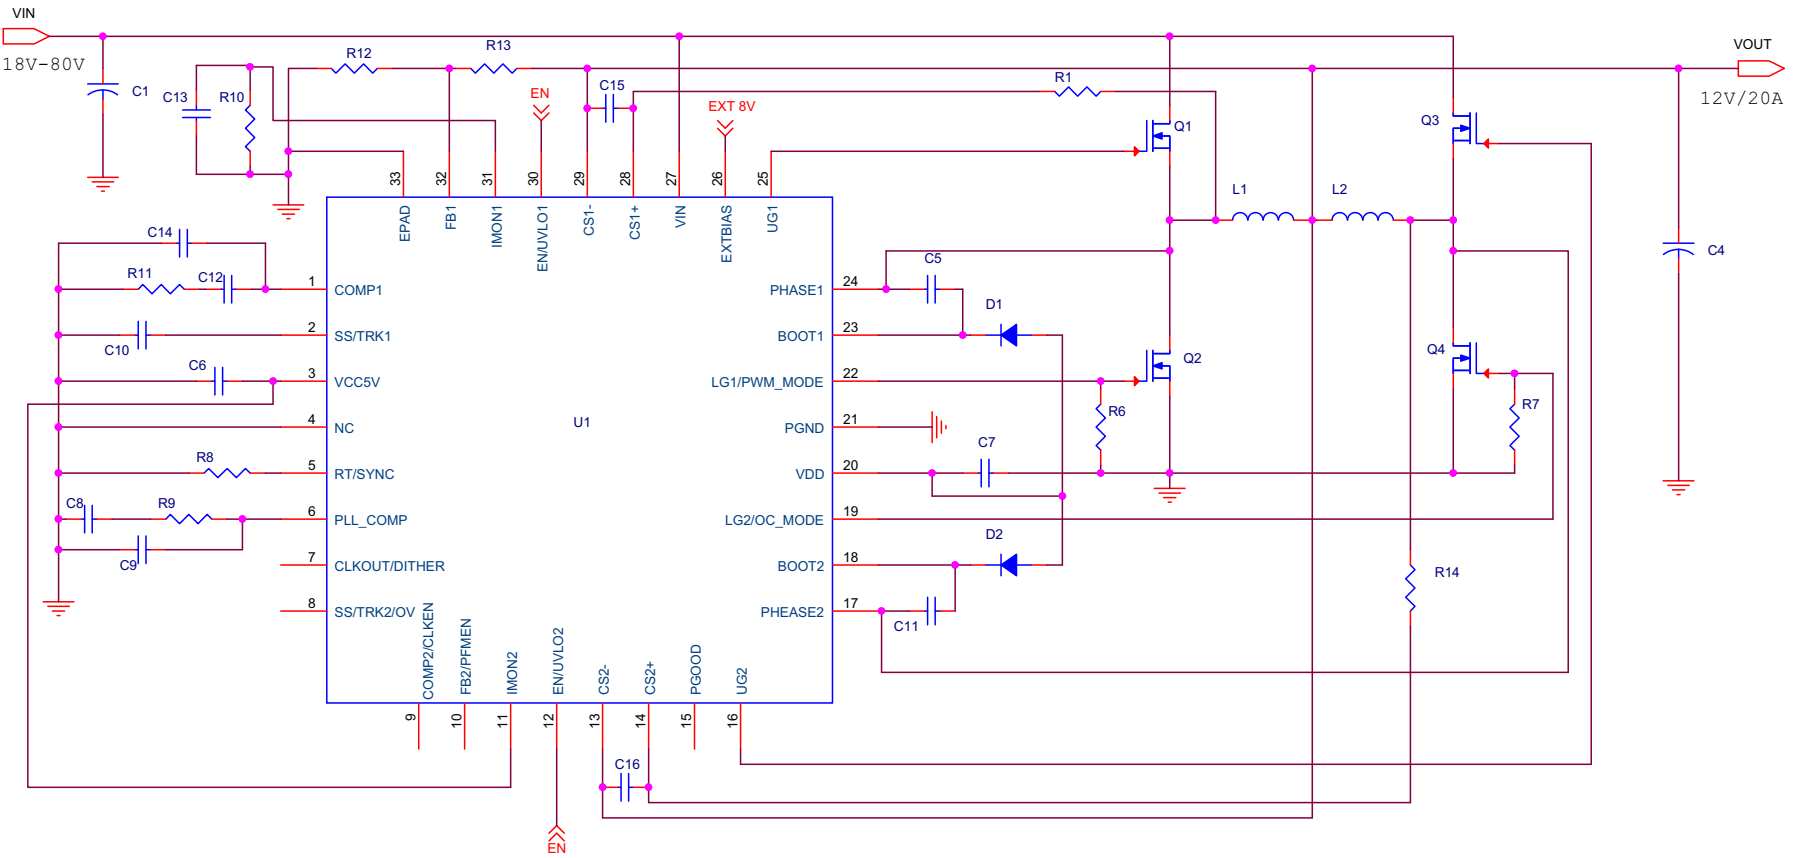 VIN
18V-80V
C1
C13
R10
R12
R13
C15
EN
EXT 8V
R1
VOUT
12V/20A
Q1
Q3
33
32
31
30
29
28
27
26
25
EPAD
FB1
IMON1
EN/UVLO1
CS1-
CS1+
VIN
EXTBIAS
UG1
L1
L2
C4
C14
R11
C12
1
COMP1
PHASE1
24
C5
D1
2
SS/TRK1
BOOT1
23
C10
C6
3
VCC5V
LG1/PWM_MODE
22
Q2
Q4
R6
R7
4
NC
U1
PGND
21
R8
5
RT/SYNC
VDD
20
C7
C8
R9
6
PLL_COMP
LG2/OC_MODE
19
C9
7
CLKOUT/DITHER
BOOT2
18
D2
R14
8
SS/TRK2/OV
PHEASE2
17
C11
COMP2/CLKEN
FB2/PFMEN
IMON2
EN/UVLO2
CS2-
CS2+
PGOOD
UG2
9
10
11
12
13
14
15
16
C16
EN